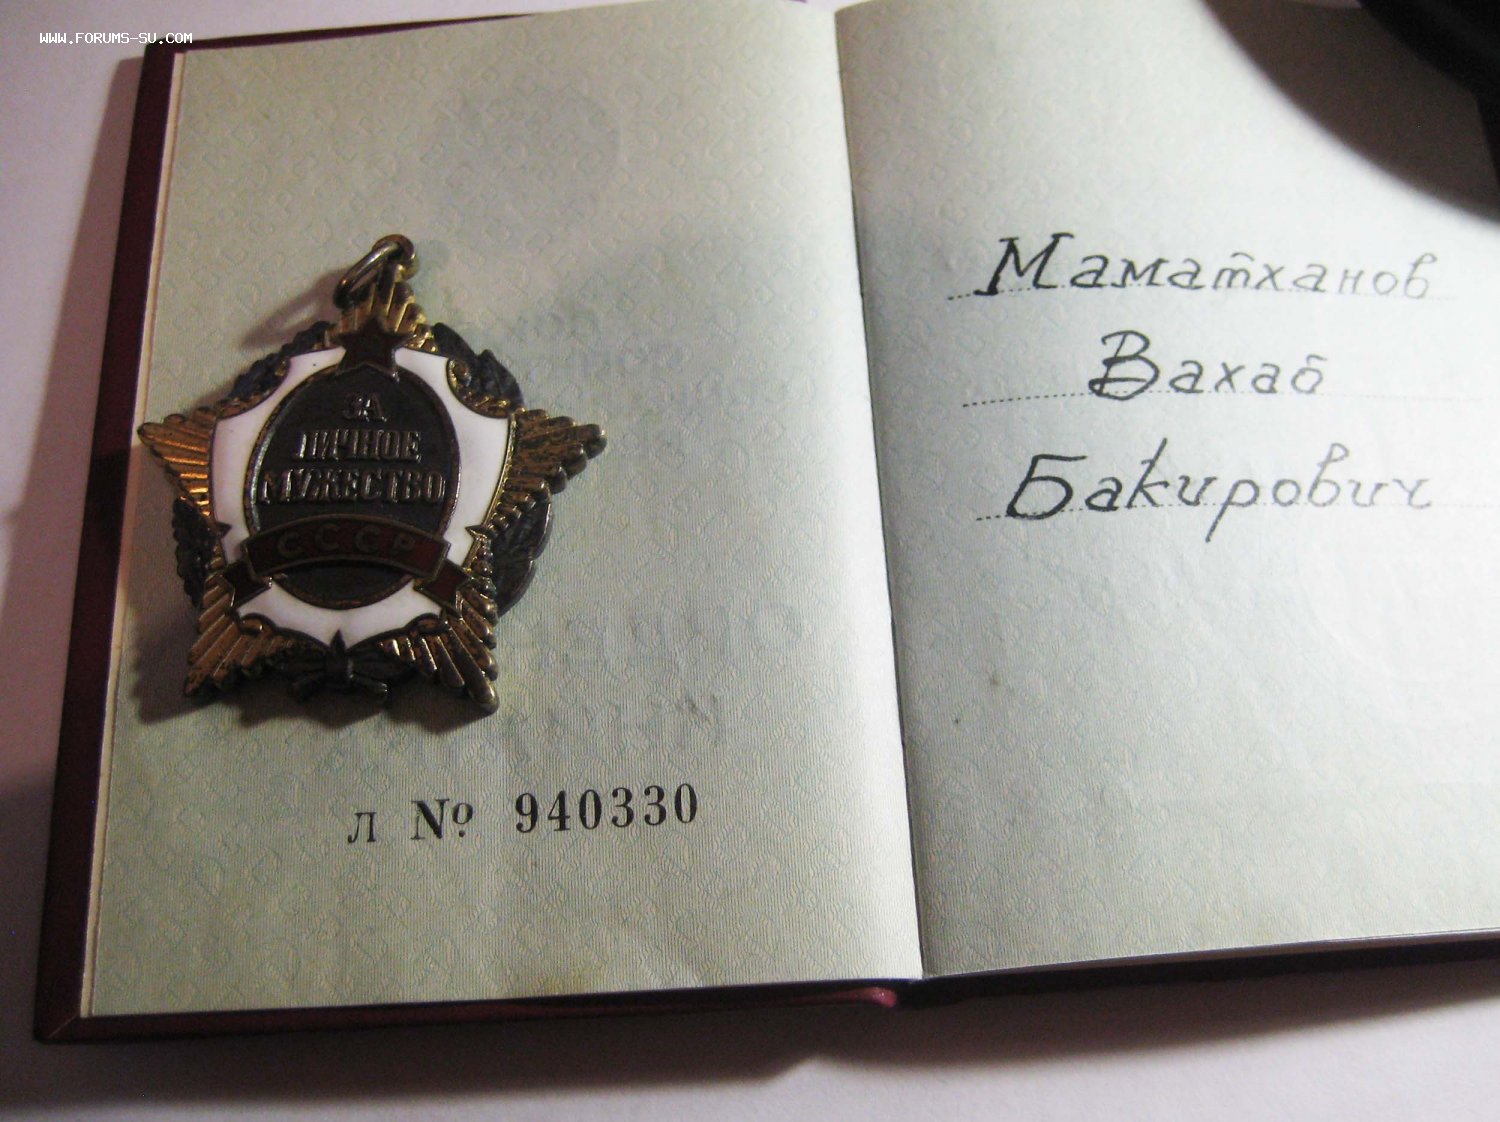 WWW.FORUMS-SU.COM
ЗА
ЛИЧНОЕ
МУЖЕСТВО
СССР
Л № 940330
Маматханов
Вахаб
Бакирович